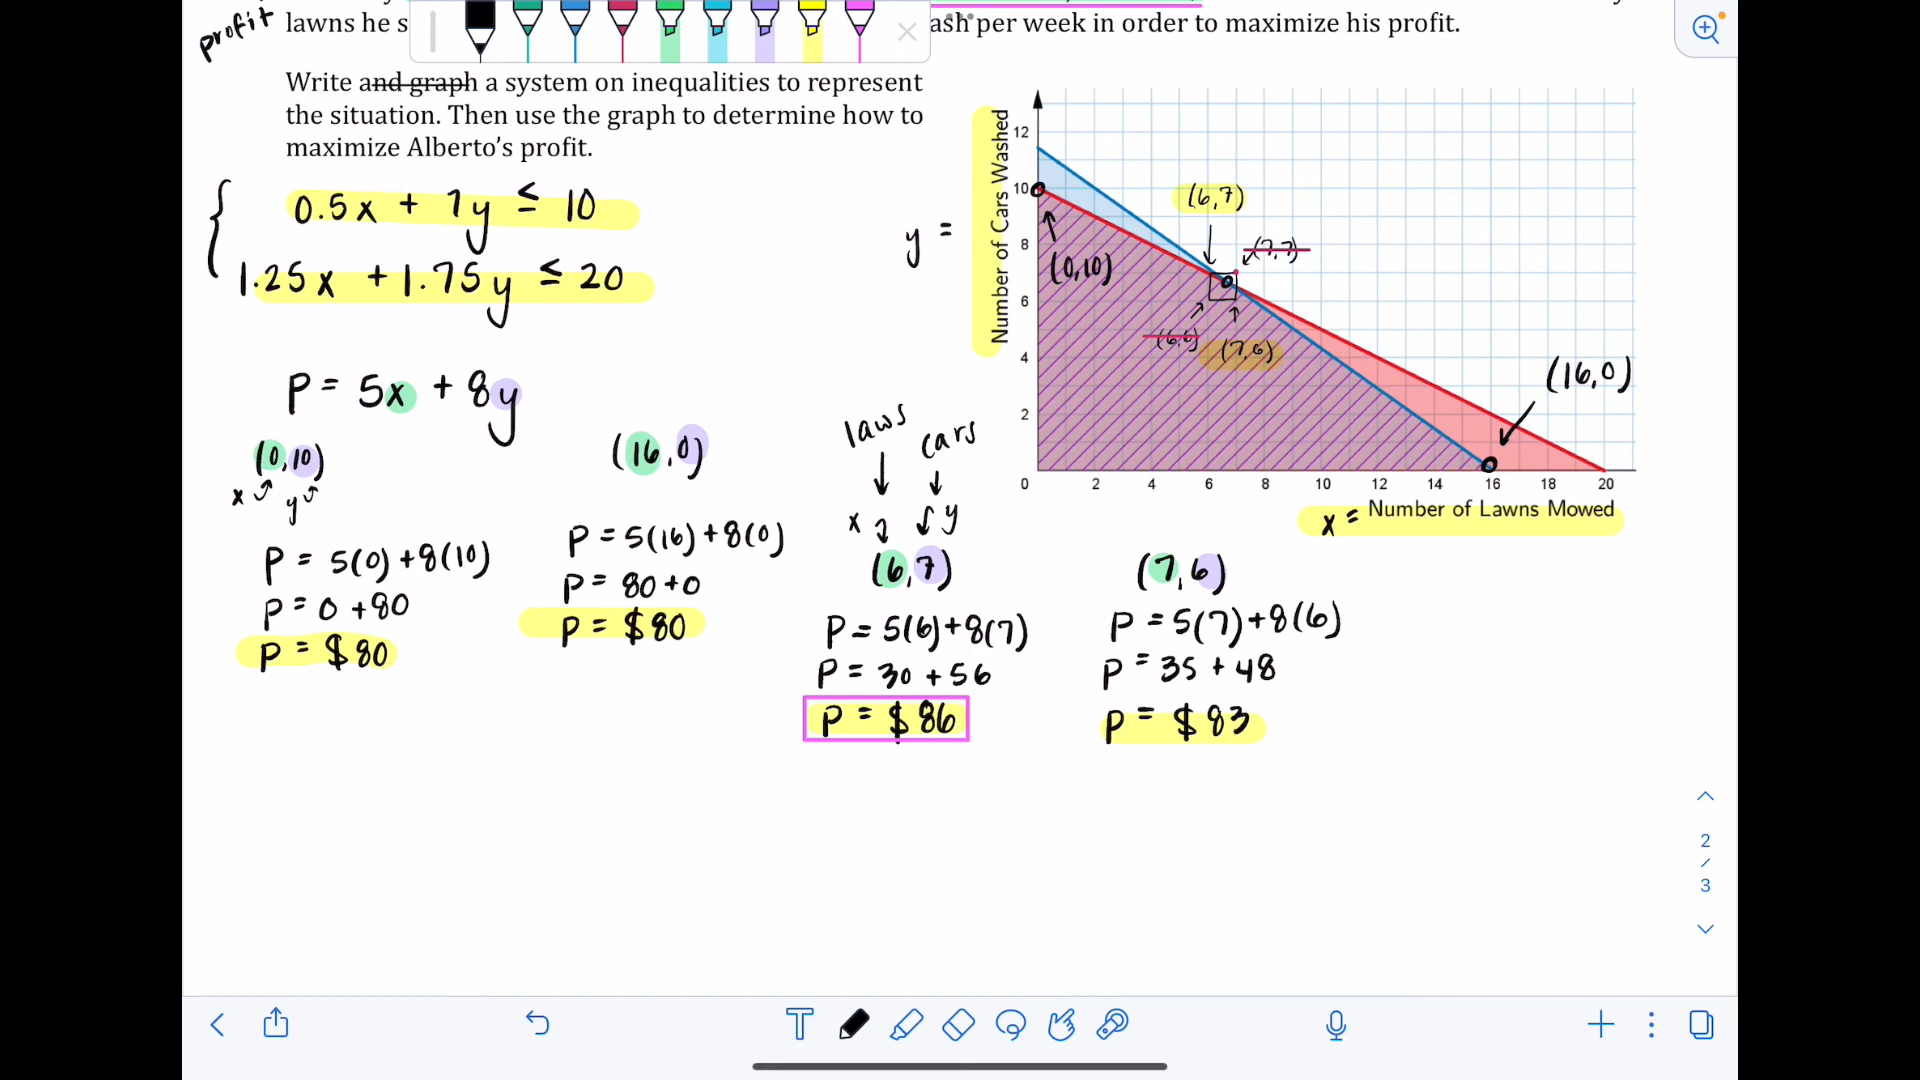 profit
lawns he s
ash per week in order to maximize his profit.
Write and graph a system on inequalities to represent
the situation. Then use the graph to determine how to
maximize Alberto's profit.
0.5x + 1y ≤ 10
1.25x + 1.75y ≤ 20
P = 5x + 8y
(0,10)
x y
P = 5(0)+8(10)
P = 0 + 80
P = $80
(16,0)
P = 5(16)+8(0)
P = 80+0
P = $80
laws cars
x y
(6,7)
P = 5(6)+8(7)
P = 30 + 56
P = $86
(7,6)
P = 5(7)+8(6)
P = 35 + 48
P = $83
y =
Number of Cars Washed
12
10
8
6
4
2
0 2 4 6 8 10 12 14 16 18 20
x = Number of Lawns Mowed
(6,7)
(7,7)
(0,10)
(6,6)
(7,6)
(16,0)
2
/
3
T